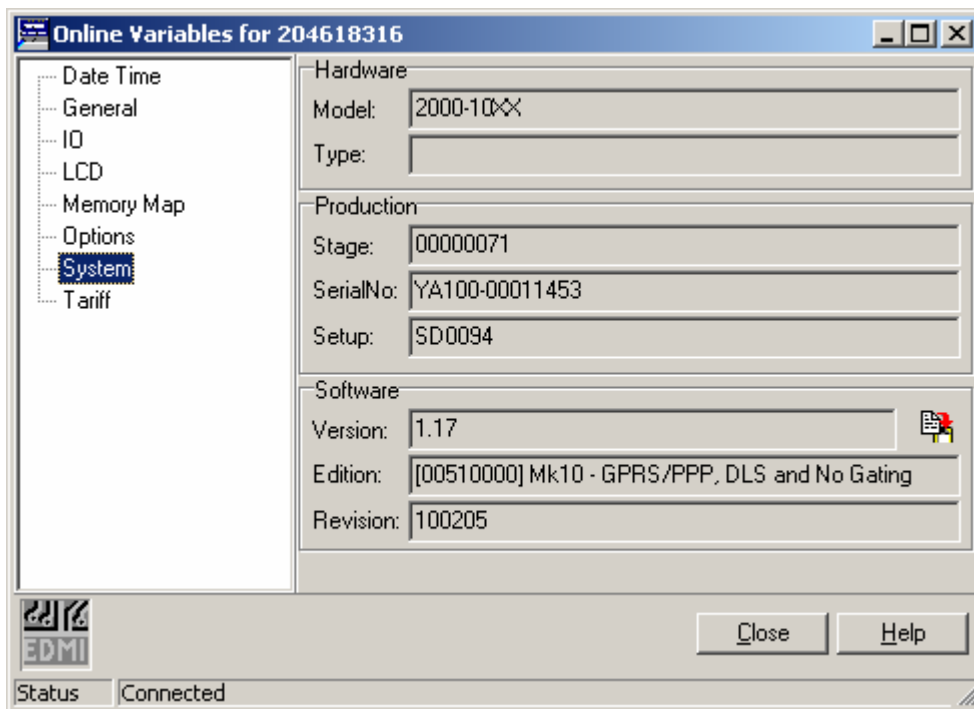 Online Variables for 204618316
Date Time
General
IO
LCD
Memory Map
Options
System
Tariff
Hardware
Model: 2000-10XX
Type:
Production
Stage: 00000071
SerialNo: YA100-00011453
Setup: SD0094
Software
Version: 1.17
Edition: [00510000] Mk10 - GPRS/PPP, DLS and No Gating
Revision: 100205
EDMI
Close
Help
Status Connected